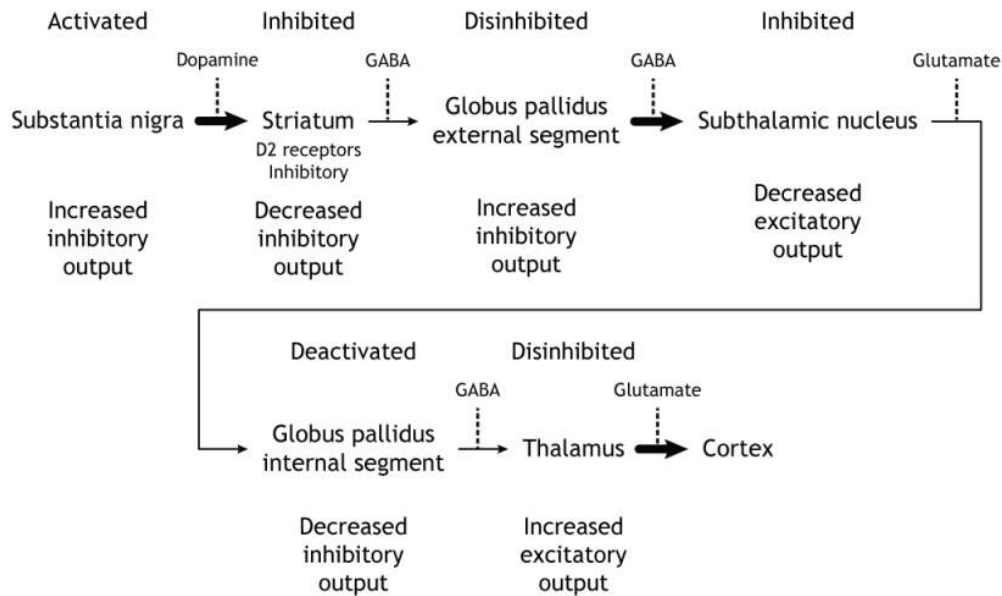 Activated Inhibited Disinhibited Inhibited
Dopamine GABA GABA Glutamate
Substantia nigra Striatum Globus pallidus Subthalamic nucleus
external segment
D2 receptors
Inhibitory
Increased Decreased Increased Decreased
inhibitory inhibitory inhibitory excitatory
output output output output
Deactivated Disinhibited
GABA Glutamate
Globus pallidus Thalamus Cortex
internal segment
Decreased Increased
inhibitory excitatory
output output